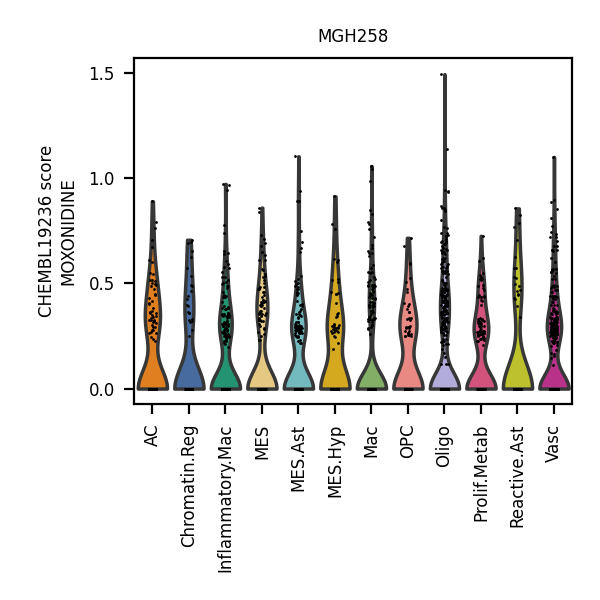 MGH258
CHEMBL19236 score
MOXONIDINE
1.5
1.0
0.5
0.0
AC
Chromatin.Reg
Inflammatory.Mac
MES
MES.Ast
MES.Hyp
Mac
OPC
Oligo
Prolif.Metab
Reactive.Ast
Vasc